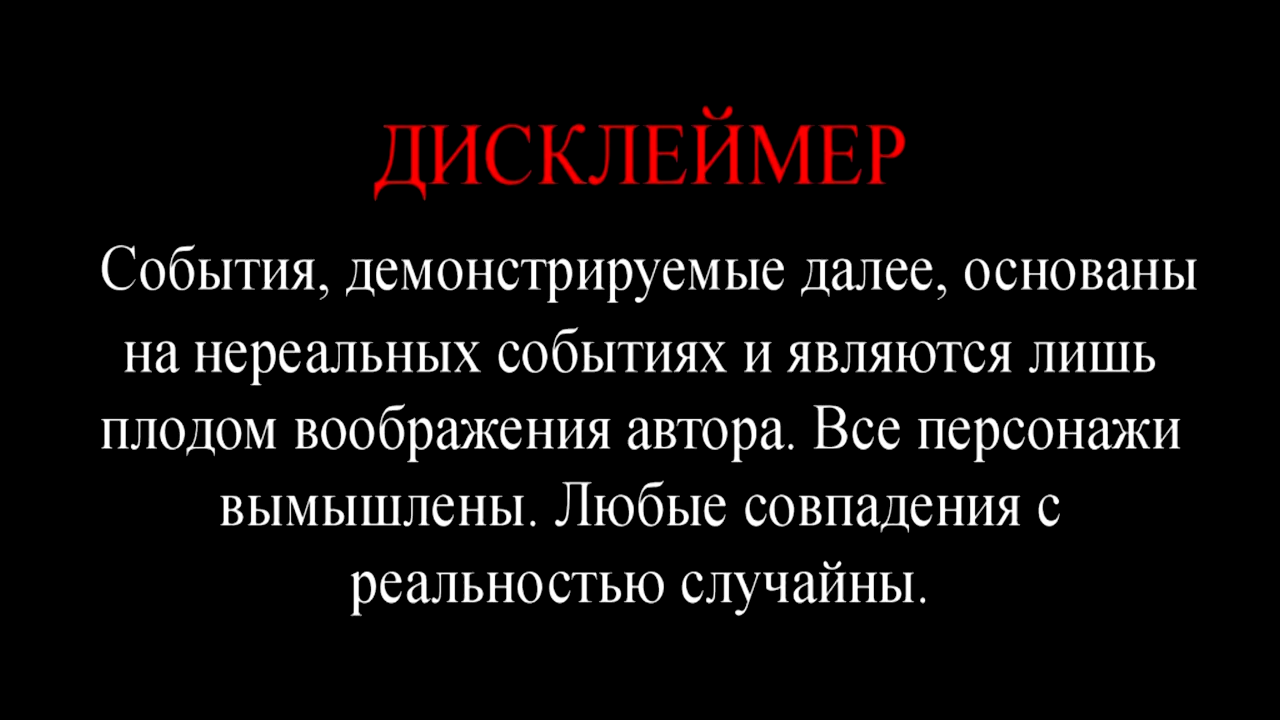 ДИСКЛЕЙМЕР
События, демонстрируемые далее, основаны
на нереальных событиях и являются лишь
плодом воображения автора. Все персонажи
вымышлены. Любые совпадения с
реальностью случайны.